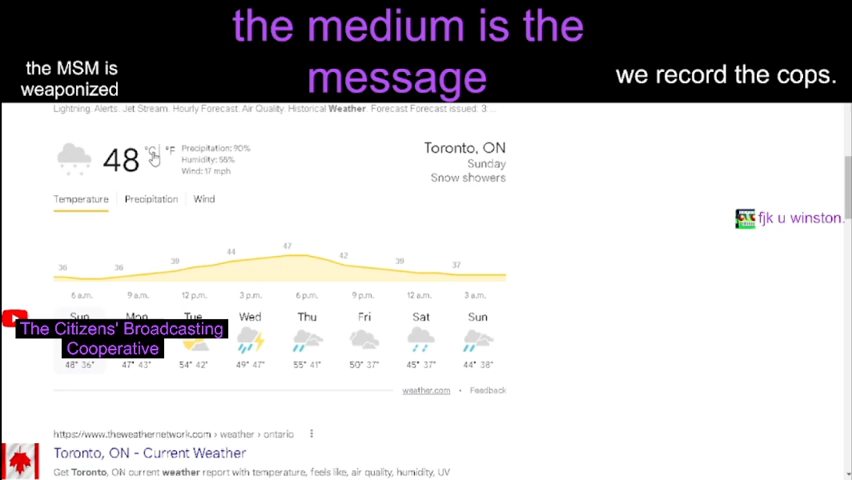 the medium is the
message
the MSM is
weaponized
we record the cops.
Lightning. Alerts. Jet Stream. Hourly Forecast. Air Quality. Historical Weather. Forecast Forecast issued: 3:...
48 °C | °F
Precipitation: 90%
Humidity: 55%
Wind: 17 mph
Toronto, ON
Sunday
Snow showers
Temperature Precipitation Wind
fjk u winston.
36 36 39 44 47 42 39 37
6 a.m. 9 a.m. 12 p.m. 3 p.m. 6 p.m. 9 p.m. 12 a.m. 3 a.m.
Sun Mon Tue Wed Thu Fri Sat Sun
The Citizens' Broadcasting
Cooperative
48° 36° 47° 43° 54° 42° 49° 47° 55° 41° 50° 37° 45° 37° 44° 38°
weather.com • Feedback
https://www.theweathernetwork.com › weather › ontario
Toronto, ON - Current Weather
Get Toronto, ON current weather report with temperature, feels like, air quality, humidity, UV